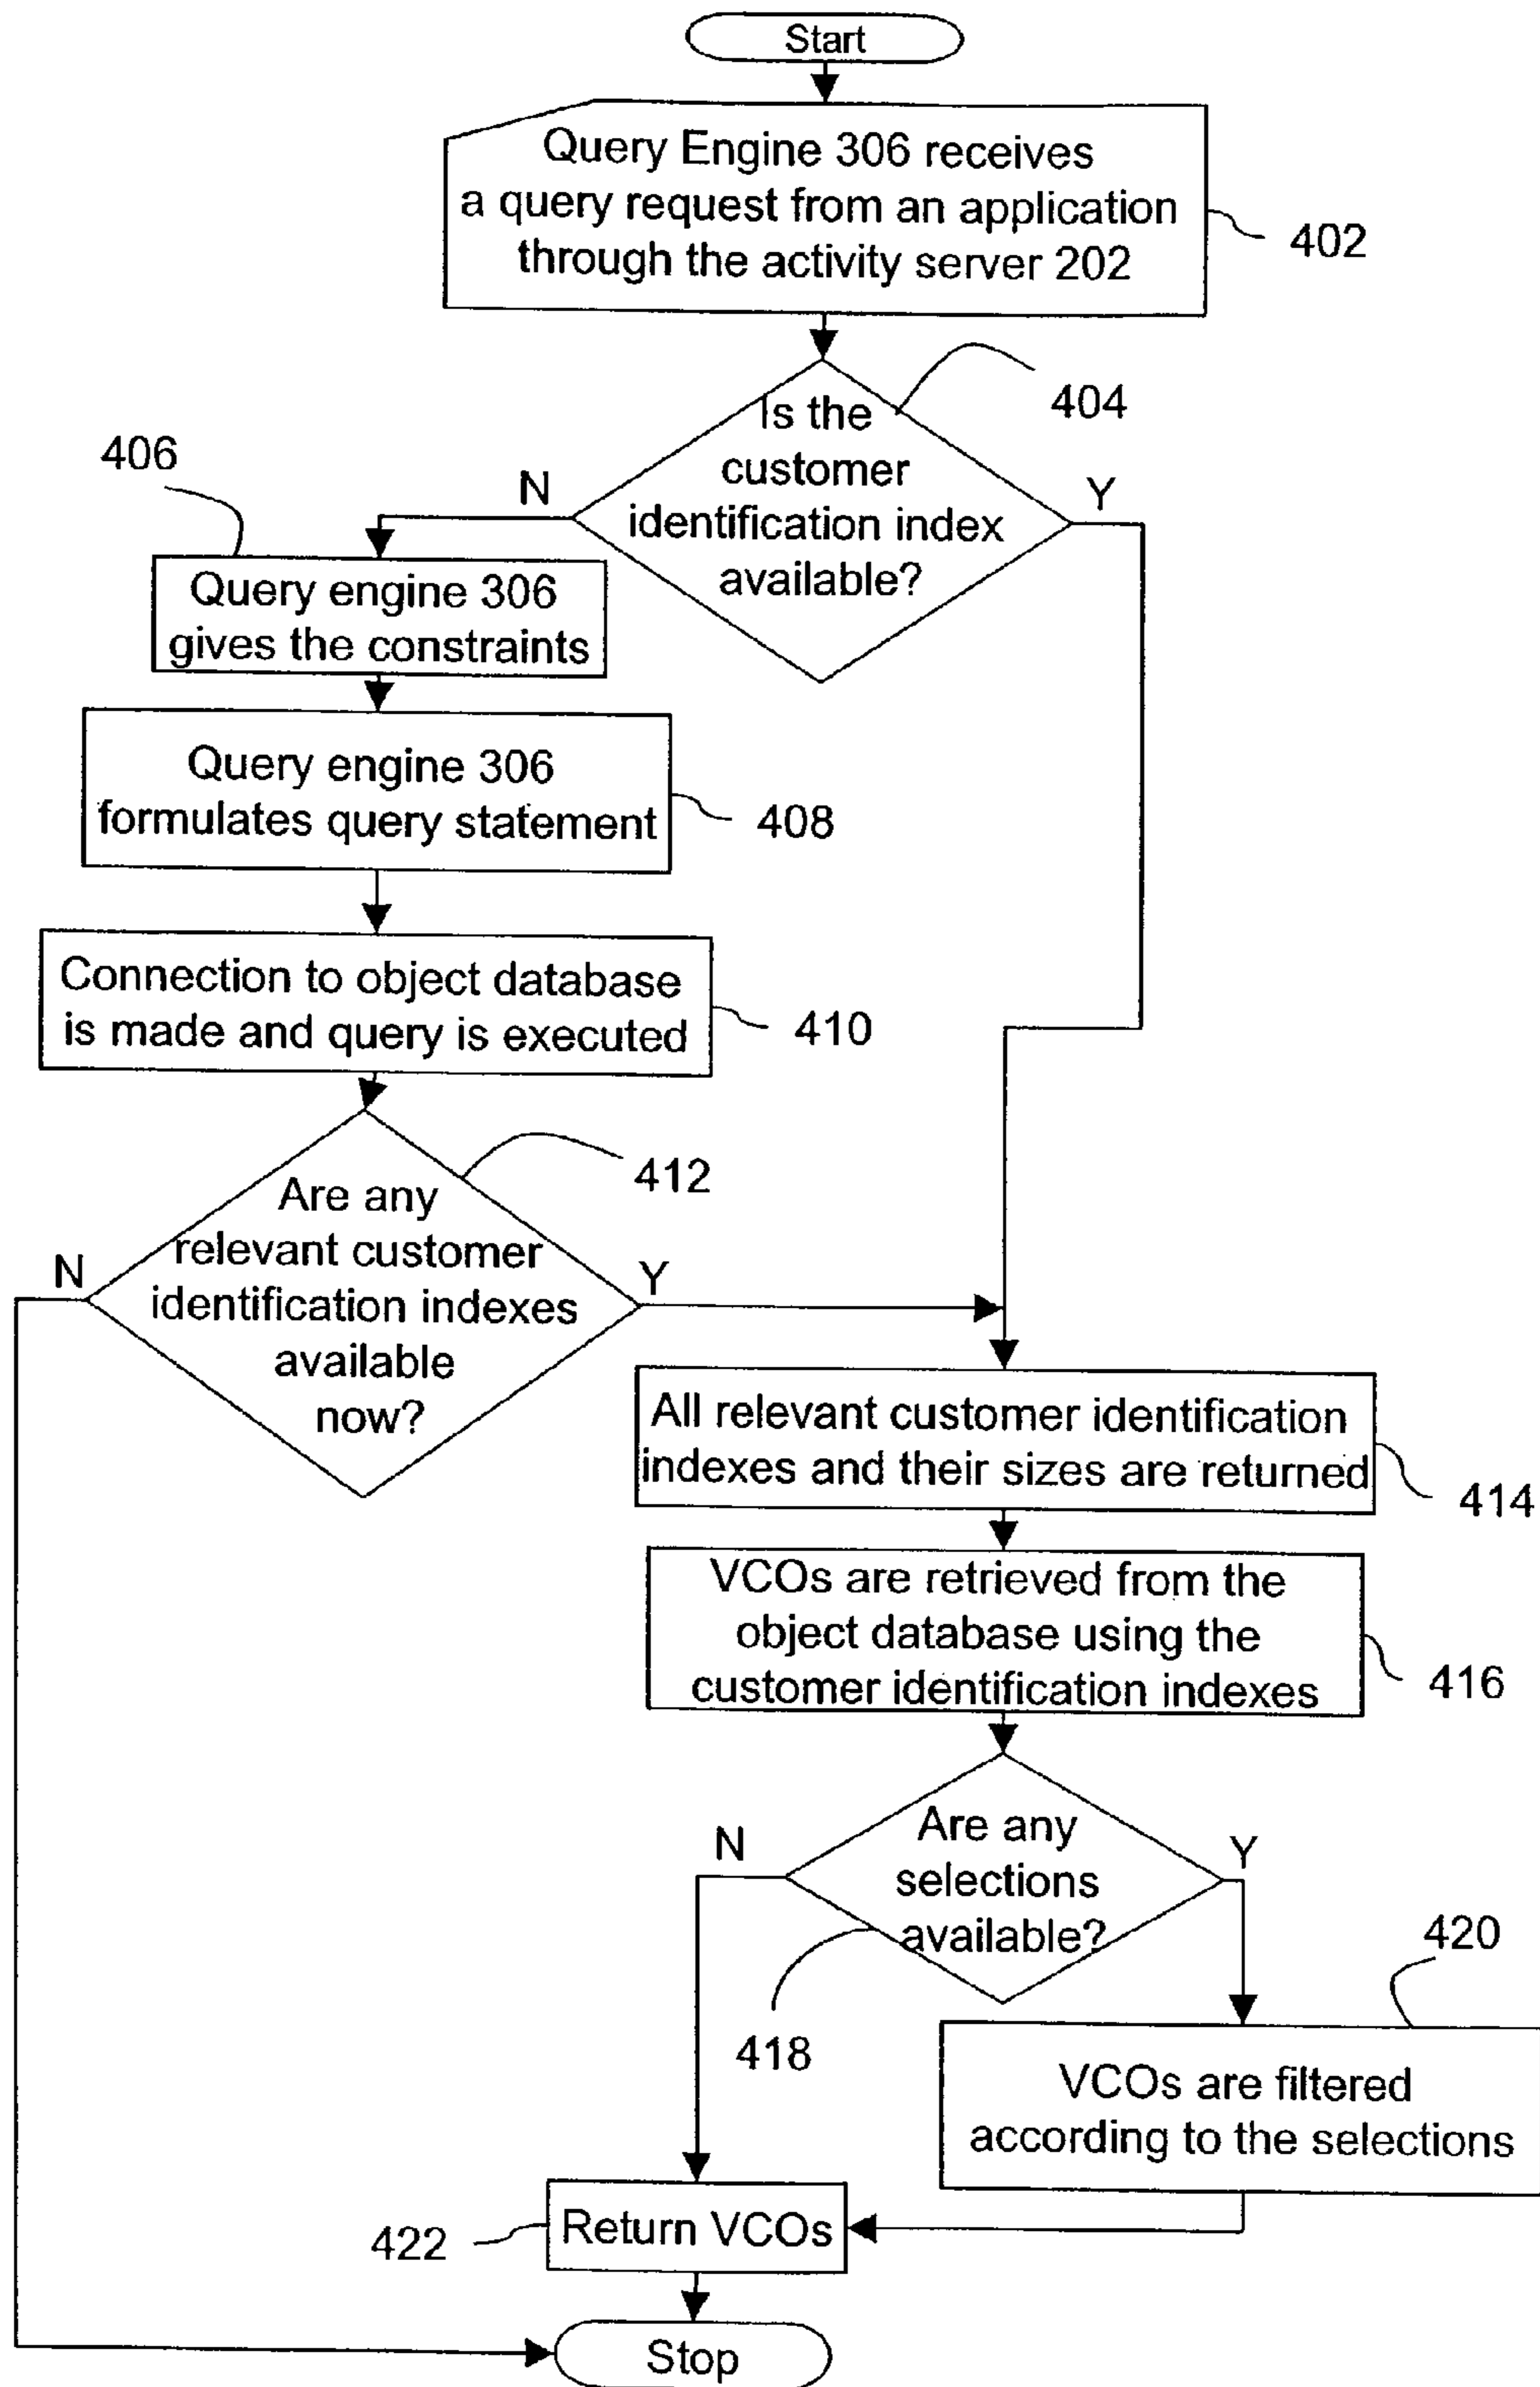 Start
Query Engine 306 receives
a query request from an application
through the activity server 202
402
Is the
customer
identification index
available?
404
N
Y
406
Query engine 306
gives the constraints
Query engine 306
formulates query statement
408
Connection to object database
is made and query is executed
410
Are any
relevant customer
identification indexes
available
now?
412
N
Y
All relevant customer identification
indexes and their sizes are returned
414
VCOs are retrieved from the
object database using the
customer identification indexes
416
Are any
selections
available?
N
Y
418
420
VCOs are filtered
according to the selections
Return VCOs
422
Stop